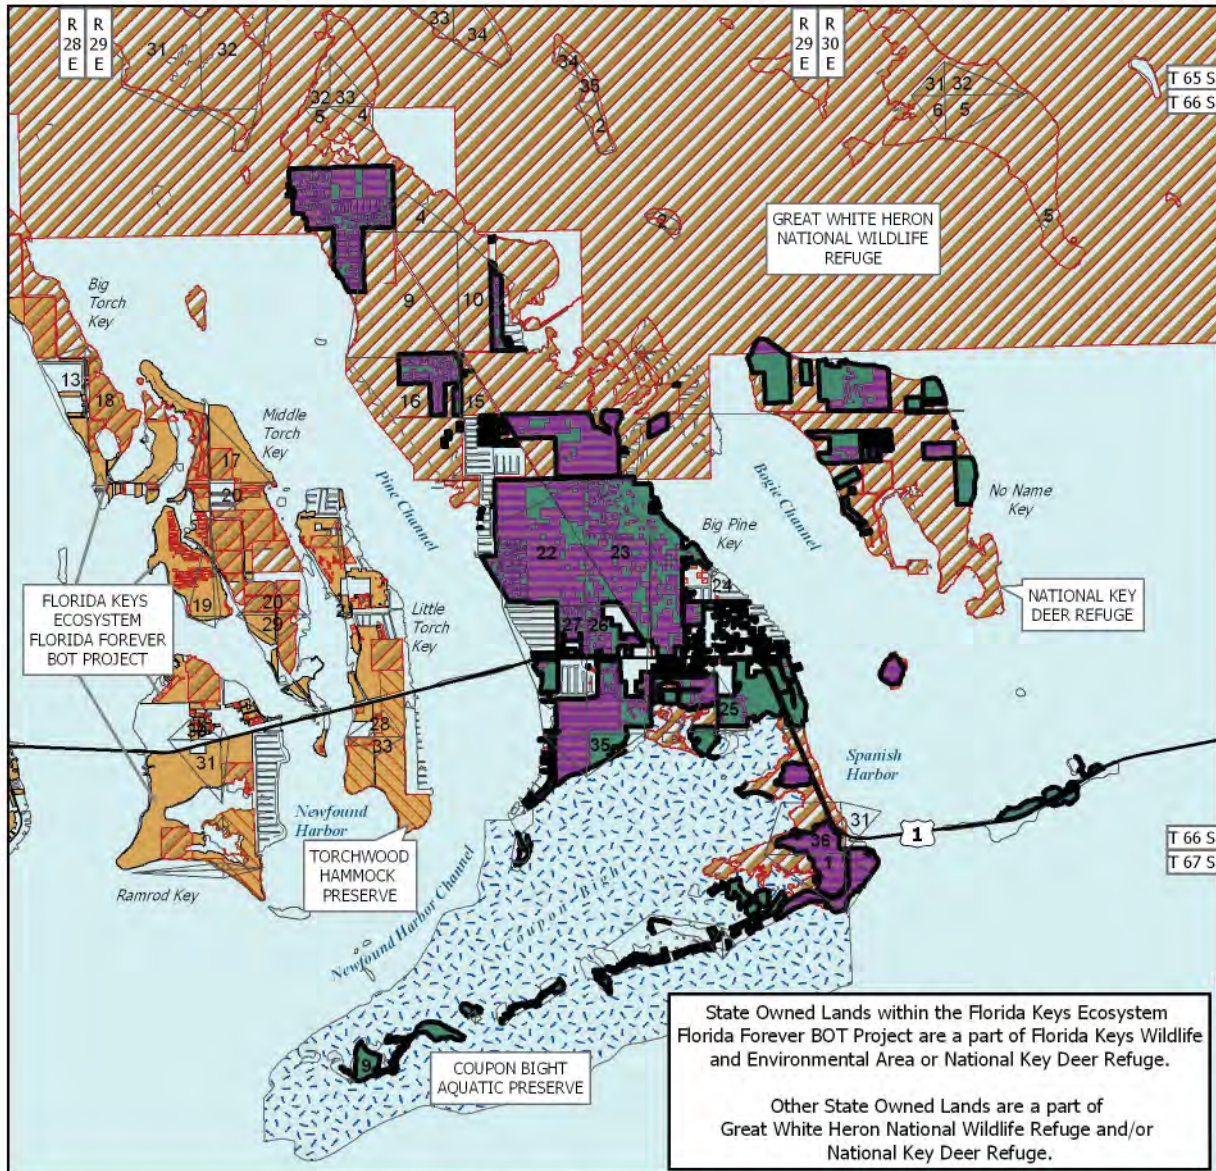 R
28
E
R
29
E
R
29
E
R
30
E
T 65 S
T 66 S
31
32
33
34
34
35
2
32
33
5
4
31
32
6
5
5
4
2
GREAT WHITE HERON
NATIONAL WILDLIFE
REFUGE
Big
Torch
Key
9
10
13
18
16
15
Middle
Torch
Key
17
20
Pine Channel
Bogie Channel
No Name
Key
Big Pine
Key
22
23
24
FLORIDA KEYS
ECOSYSTEM
FLORIDA FOREVER
BOT PROJECT
19
20
29
21
Little
Torch
Key
27
26
NATIONAL KEY
DEER REFUGE
25
28
33
31
35
Spanish
Harbor
31
1
36
1
T 66 S
T 67 S
Newfound
Harbor
TORCHWOOD
HAMMOCK
PRESERVE
Ramrod Key
Newfound Harbor Channel
Coupon Bight
9
COUPON BIGHT
AQUATIC PRESERVE
State Owned Lands within the Florida Keys Ecosystem
Florida Forever BOT Project are a part of Florida Keys Wildlife
and Environmental Area or National Key Deer Refuge.
Other State Owned Lands are a part of
Great White Heron National Wildlife Refuge and/or
National Key Deer Refuge.